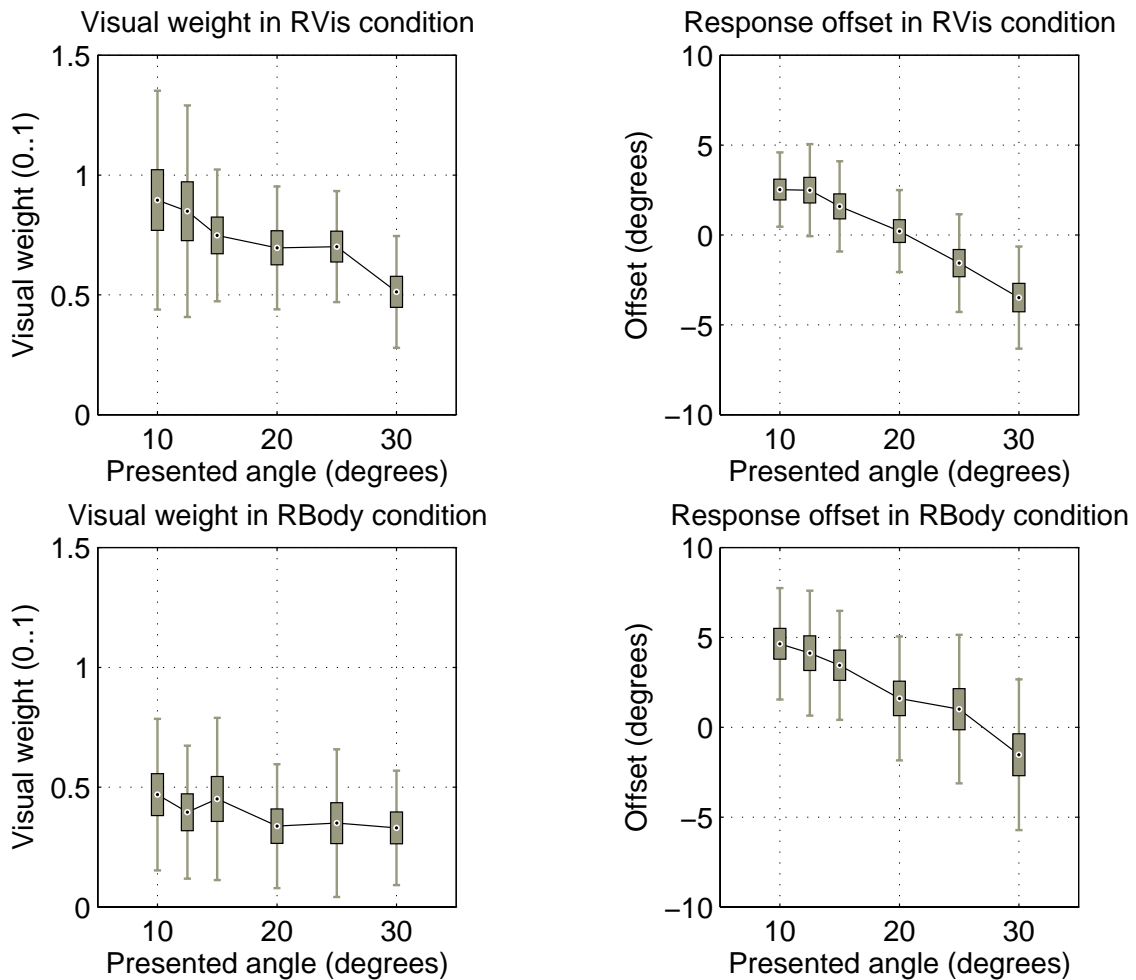 Visual weight in RVis condition
Visual weight (0..1)
1.5
1
0.5
0
10 20 30
Presented angle (degrees)
Response offset in RVis condition
Offset (degrees)
10
5
0
−5
−10
10 20 30
Presented angle (degrees)
Visual weight in RBody condition
Visual weight (0..1)
1.5
1
0.5
0
10 20 30
Presented angle (degrees)
Response offset in RBody condition
Offset (degrees)
10
5
0
−5
−10
10 20 30
Presented angle (degrees)